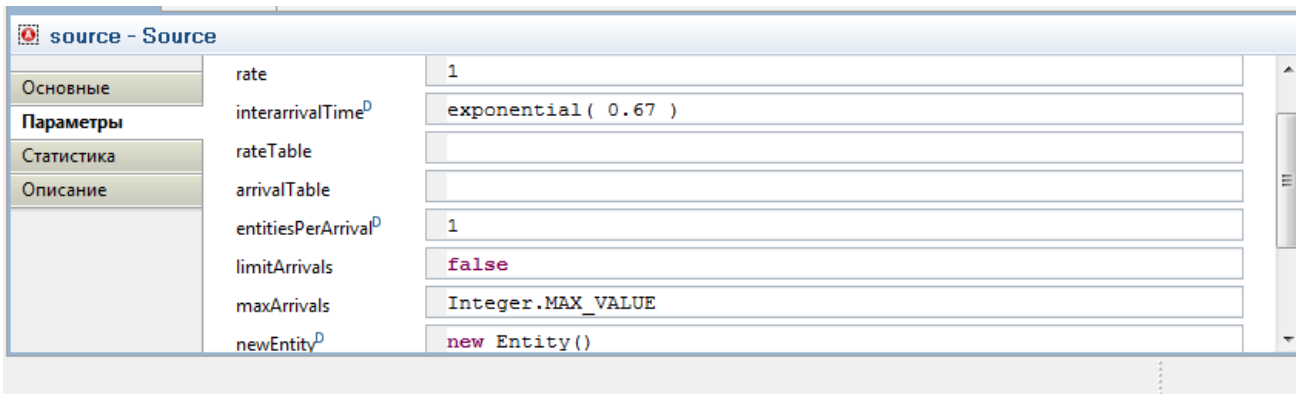 source - Source
Основные
Параметры
Статистика
Описание
rate 1
interarrivalTimeD exponential( 0.67 )
rateTable
arrivalTable
entitiesPerArrivalD 1
limitArrivals false
maxArrivals Integer.MAX_VALUE
newEntityD new Entity()